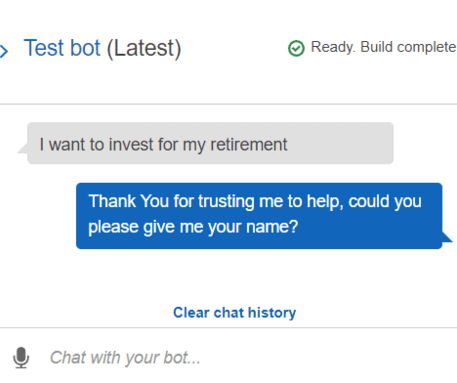 Test bot (Latest)
Ready. Build complete
I want to invest for my retirement
Thank You for trusting me to help, could you
please give me your name?
Clear chat history
Chat with your bot...